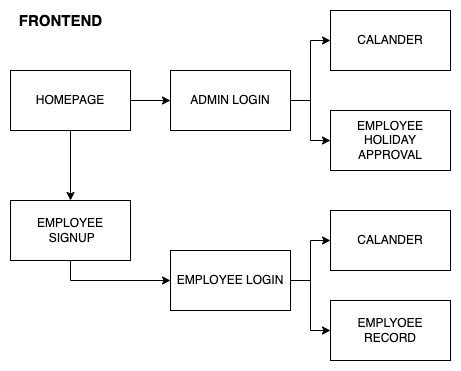 FRONTEND
HOMEPAGE
ADMIN LOGIN
CALANDER
EMPLOYEE
HOLIDAY
APPROVAL
EMPLOYEE
SIGNUP
EMPLOYEE LOGIN
CALANDER
EMPLYOEE
RECORD